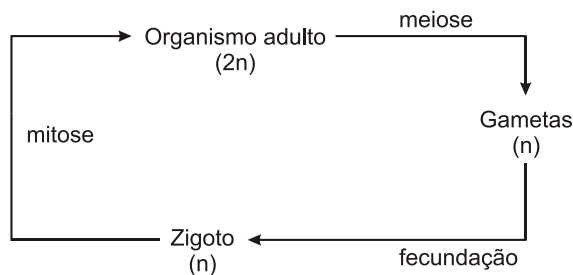 meiose
Organismo adulto
(2n)
Gametas
(n)
mitose
Zigoto
(n)
fecundação